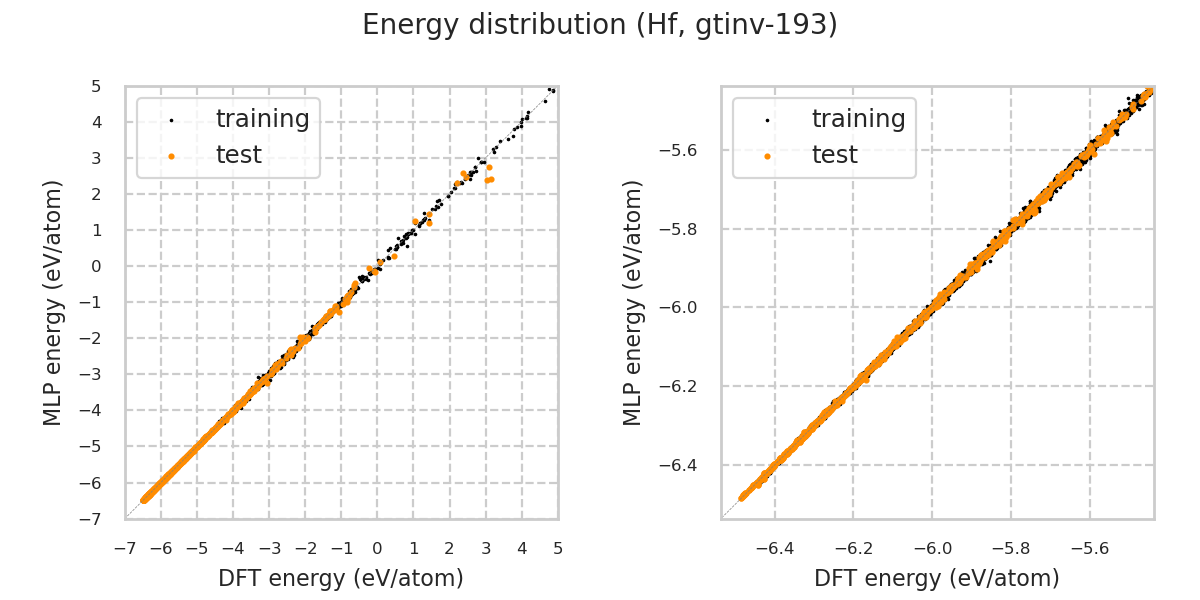 Energy distribution (Hf, gtinv-193)
training
test
5
4
3
2
1
0
−1
−2
−3
−4
−5
−6
−7
−7 −6 −5 −4 −3 −2 −1 0 1 2 3 4 5
MLP energy (eV/atom)
DFT energy (eV/atom)
training
test
−5.6
−5.8
−6.0
−6.2
−6.4
−6.4 −6.2 −6.0 −5.8 −5.6
MLP energy (eV/atom)
DFT energy (eV/atom)